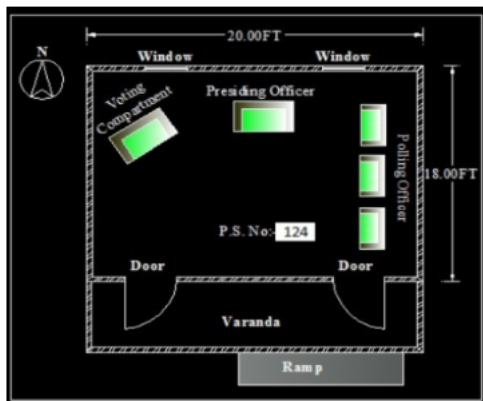 20.00FT
N
Window
Window
Voting
Compartment
Presiding Officer
Polling Officer
18.00FT
P.S. No:- 124
Door
Door
Varanda
Ramp